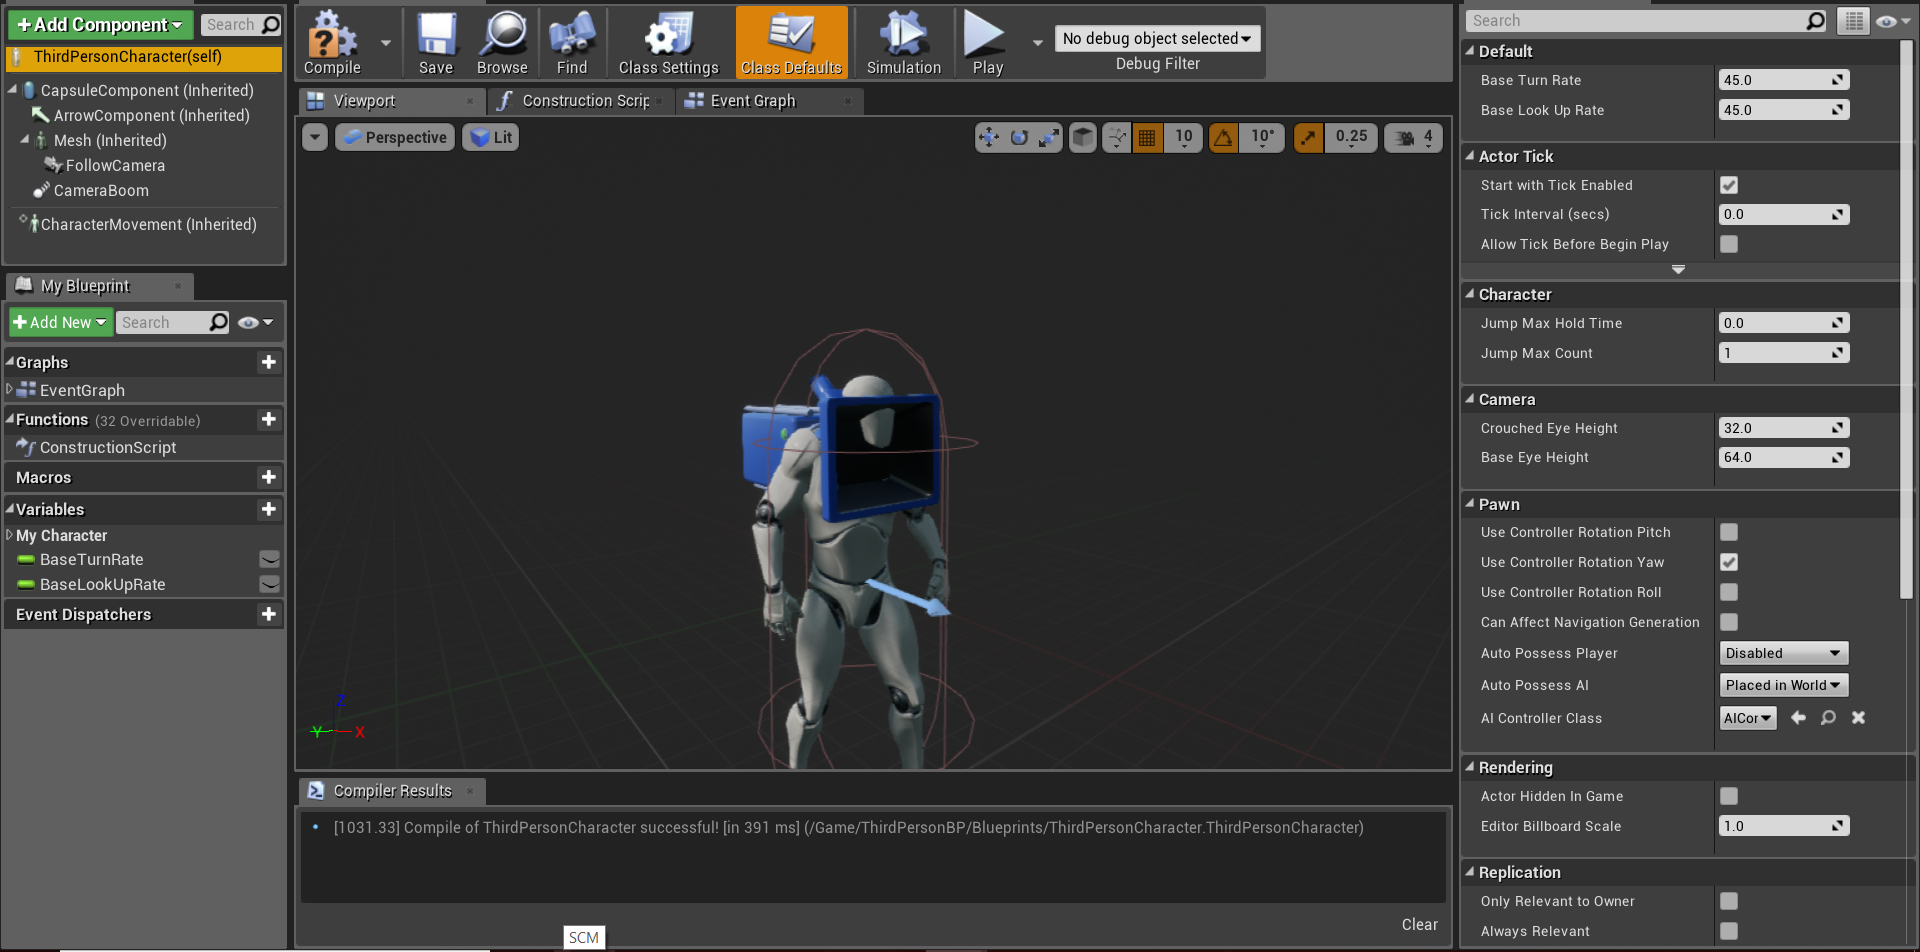 Add Component
Search
ThirdPersonCharacter(self)
CapsuleComponent (Inherited)
ArrowComponent (Inherited)
Mesh (Inherited)
FollowCamera
CameraBoom
CharacterMovement (Inherited)
My Blueprint
Add New
Search
Graphs
EventGraph
Functions (32 Overridable)
ConstructionScript
Macros
Variables
My Character
BaseTurnRate
BaseLookUpRate
Event Dispatchers
Compile
Save
Browse
Find
Class Settings
Class Defaults
Simulation
Play
No debug object selected
Debug Filter
Viewport
Construction Scrip
Event Graph
Perspective
Lit
10
10°
0.25
4
Z
Y
X
Compiler Results
[1031.33] Compile of ThirdPersonCharacter successful! [in 391 ms] (/Game/ThirdPersonBP/Blueprints/ThirdPersonCharacter.ThirdPersonCharacter)
Clear
SCM
Search
Default
Base Turn Rate 45.0
Base Look Up Rate 45.0
Actor Tick
Start with Tick Enabled
Tick Interval (secs) 0.0
Allow Tick Before Begin Play
Character
Jump Max Hold Time 0.0
Jump Max Count 1
Camera
Crouched Eye Height 32.0
Base Eye Height 64.0
Pawn
Use Controller Rotation Pitch
Use Controller Rotation Yaw
Use Controller Rotation Roll
Can Affect Navigation Generation
Auto Possess Player Disabled
Auto Possess AI Placed in World
AI Controller Class AICor
Rendering
Actor Hidden In Game
Editor Billboard Scale 1.0
Replication
Only Relevant to Owner
Always Relevant